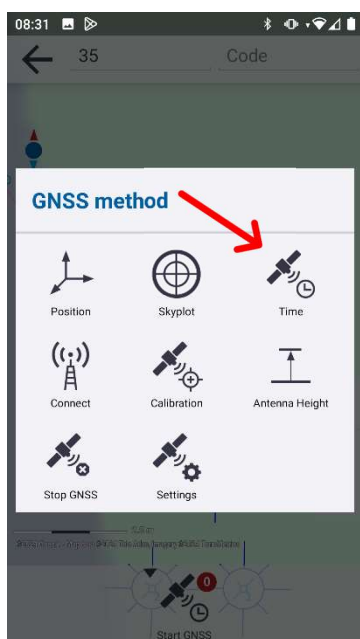 08:31
35 Code
GNSS method
Position Skyplot Time
Connect Calibration Antenna Height
Stop GNSS Settings
0
Start GNSS